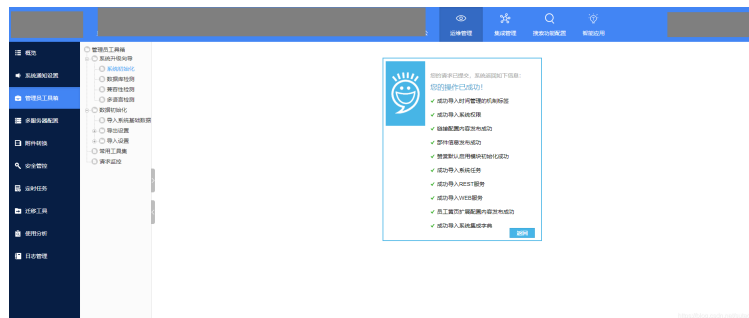 运维管理
集成管理
搜索功能配置
智能应用
概览
系统通知设置
管理员工具箱
多服务器配置
附件转换
安全管控
定时任务
迁移工具
使用分析
日志管理
管理员工具箱
系统升级向导
系统初始化
数据库检测
兼容性检测
多语言检测
数据初始化
导入系统基础数据
导出设置
导入设置
常用工具集
请求监控
您的请求已提交，系统返回如下信息：
您的操作已成功！
成功导入时间管理的机制标签
成功导入系统权限
链接配置内容发布成功
部件信息发布成功
赞赏默认启用模块初始化成功
成功导入系统任务
成功导入REST服务
成功导入WEB服务
员工首页扩展配置内容发布成功
成功导入系统集成字典
返回